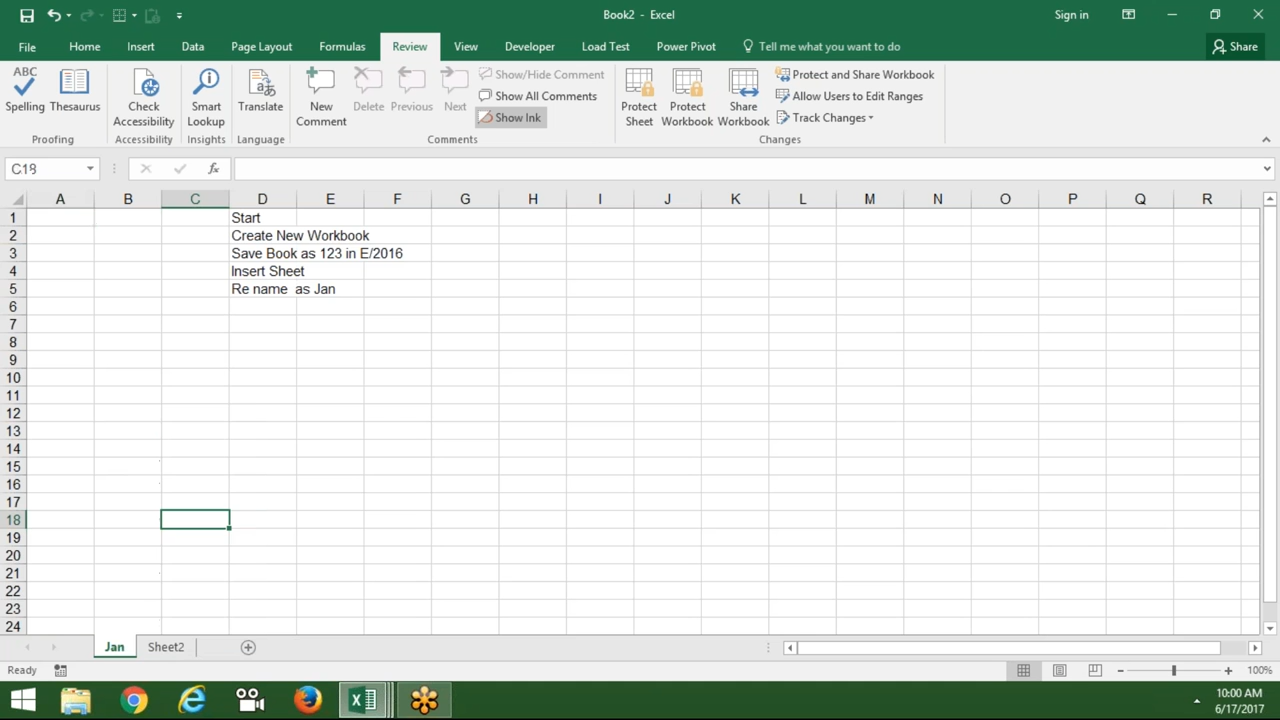 Book2 - Excel
Sign in
File Home Insert Data Page Layout Formulas Review View Developer Load Test Power Pivot Tell me what you want to do Share
ABC
Spelling Thesaurus Check Accessibility Smart Lookup Translate New Comment Delete Previous Next Show/Hide Comment Show All Comments Show Ink Protect Sheet Protect Workbook Share Workbook Protect and Share Workbook Allow Users to Edit Ranges Track Changes
Proofing Accessibility Insights Language Comments Changes
fx
A B C D E F G H I J K L M N O P Q R
1 Start
2 Create New Workbook
3 Save Book as 123 in E/2016
4 Insert Sheet
5 Re name as Jan
6
7
8
9
10
11
12
13
14
15
16
17
18
19
20
21
22
23
24
Jan Sheet2
Ready 100%
10:00 AM
6/17/2017